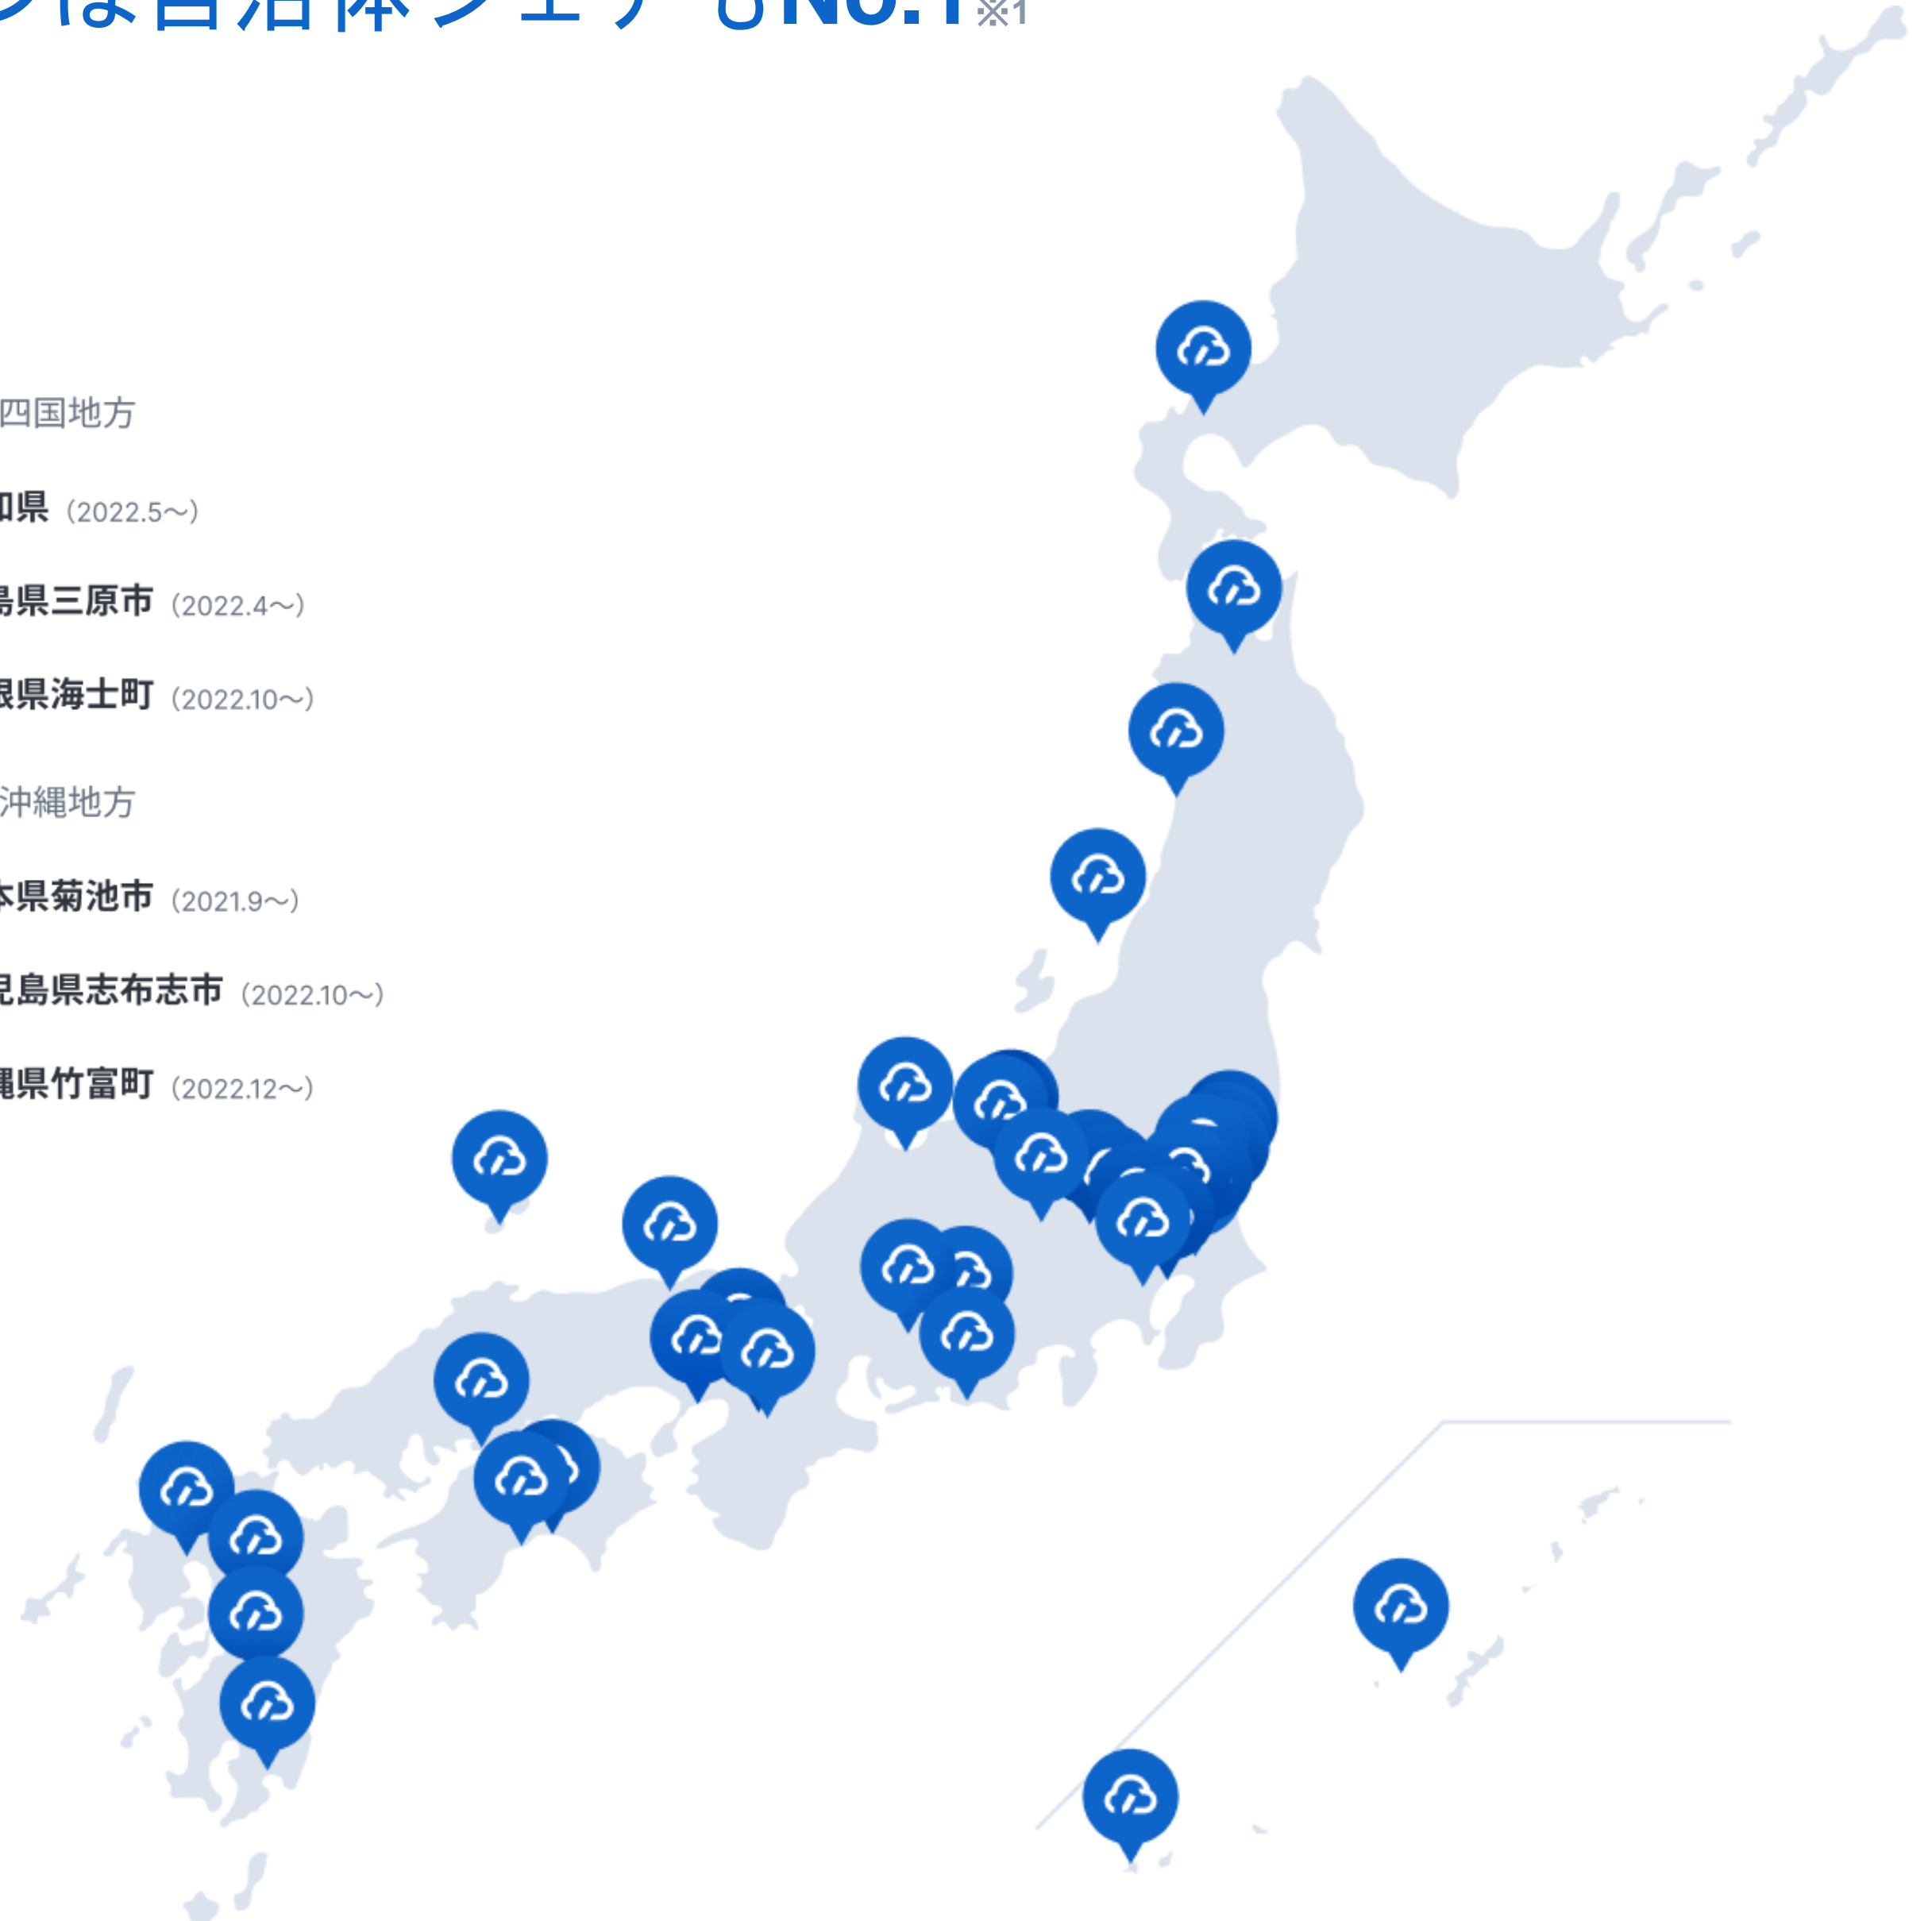 は自治体シェアもNo.1※1
四国地方
県（2022.5〜）
島県三原市（2022.4〜）
県海士町（2022.10〜）
沖縄地方
本県菊池市（2021.9〜）
児島県志布志市（2022.10〜）
縄県竹富町（2022.12〜）